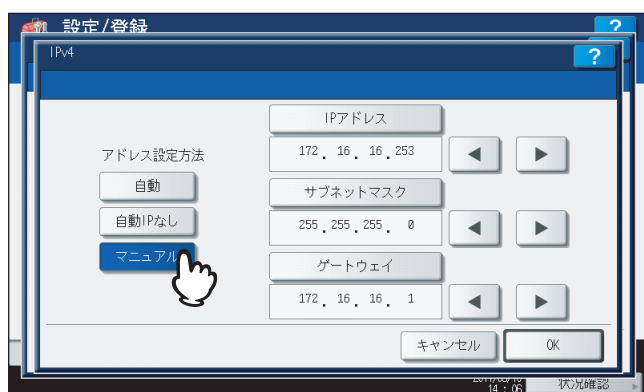 設定/登録
?
IPv4
?
IPアドレス
アドレス設定方法
172. 16. 16.253
自動
サブネットマスク
自動IPなし
255.255.255. 0
マニュアル
ゲートウェイ
172. 16. 16. 1
キャンセル
OK
14:06
状況確認